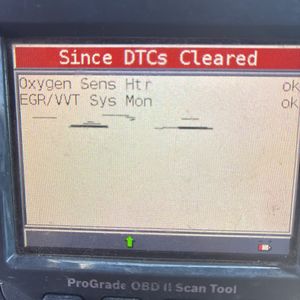 Since DTCs Cleared
Oxygen Sens Htr ok
EGR/VVT Sys Mon ok
ProGrade OBD II Scan Tool